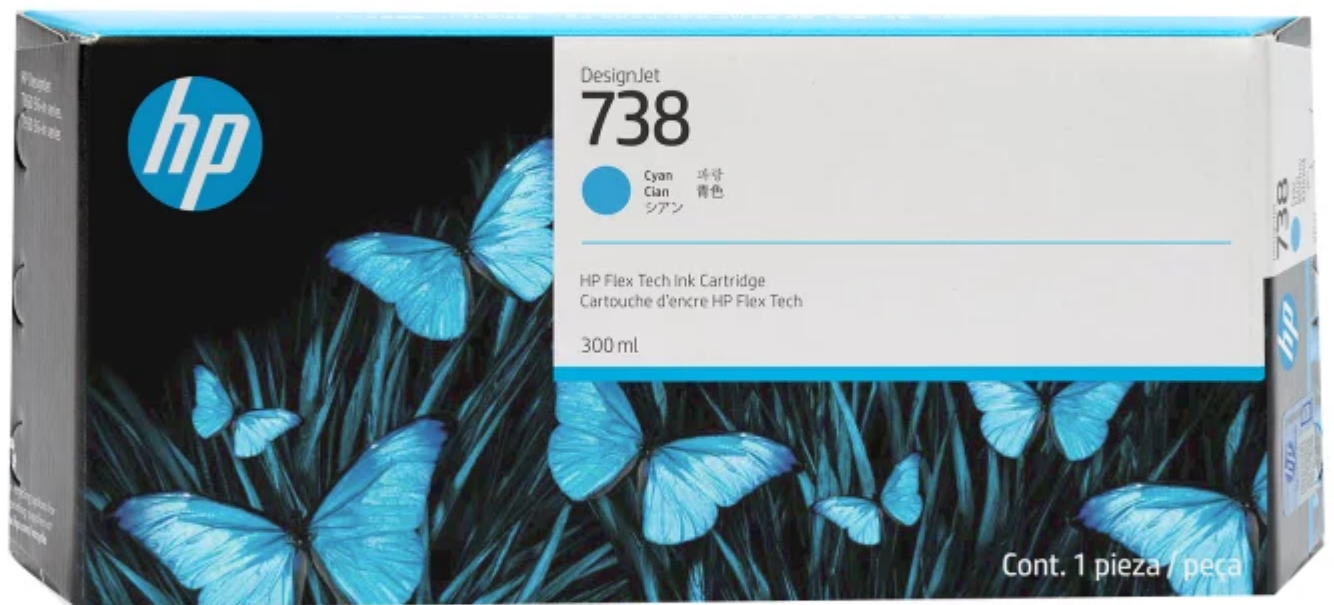 hp
DesignJet
738
Cyan 파랑
Cian 青色
シアン
HP Flex Tech Ink Cartridge
Cartouche d'encre HP Flex Tech
300 ml
Cont. 1 pieza / peça
738
hp